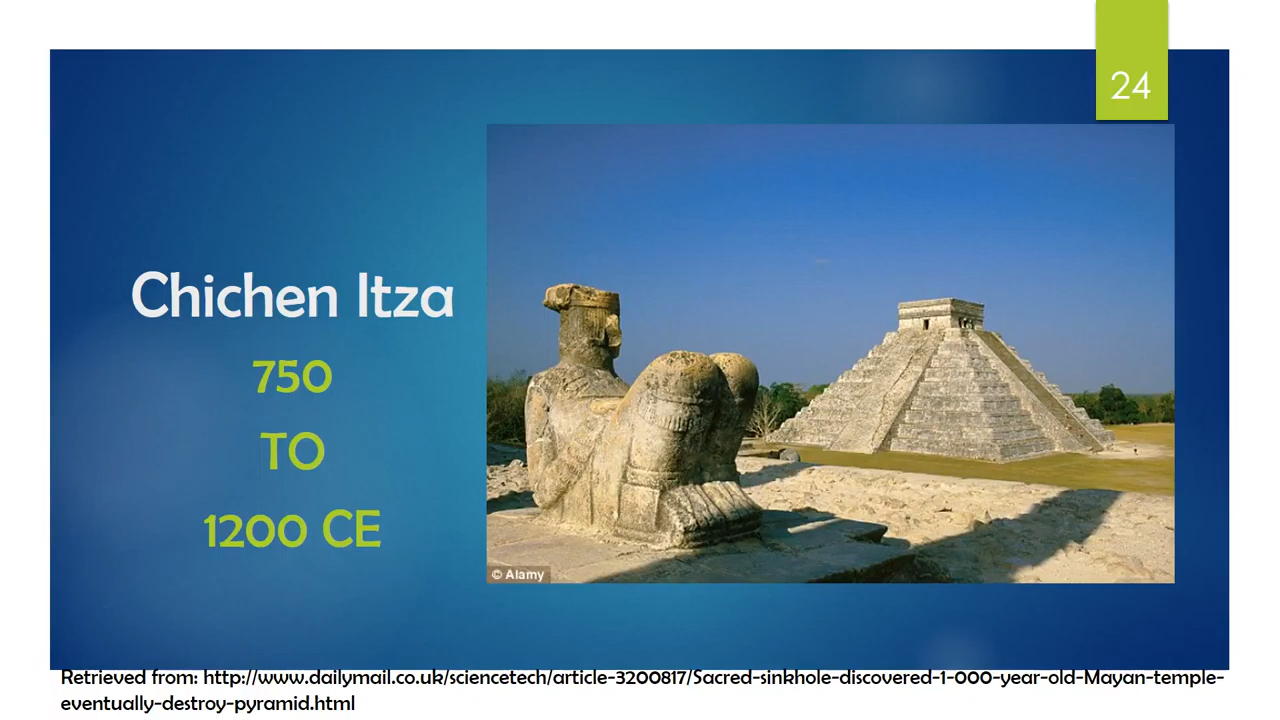 24
Chichen Itza
750
TO
1200 CE
© Alamy
Retrieved from: http://www.dailymail.co.uk/sciencetech/article-3200817/Sacred-sinkhole-discovered-1-000-year-old-Mayan-temple-
eventually-destroy-pyramid.html